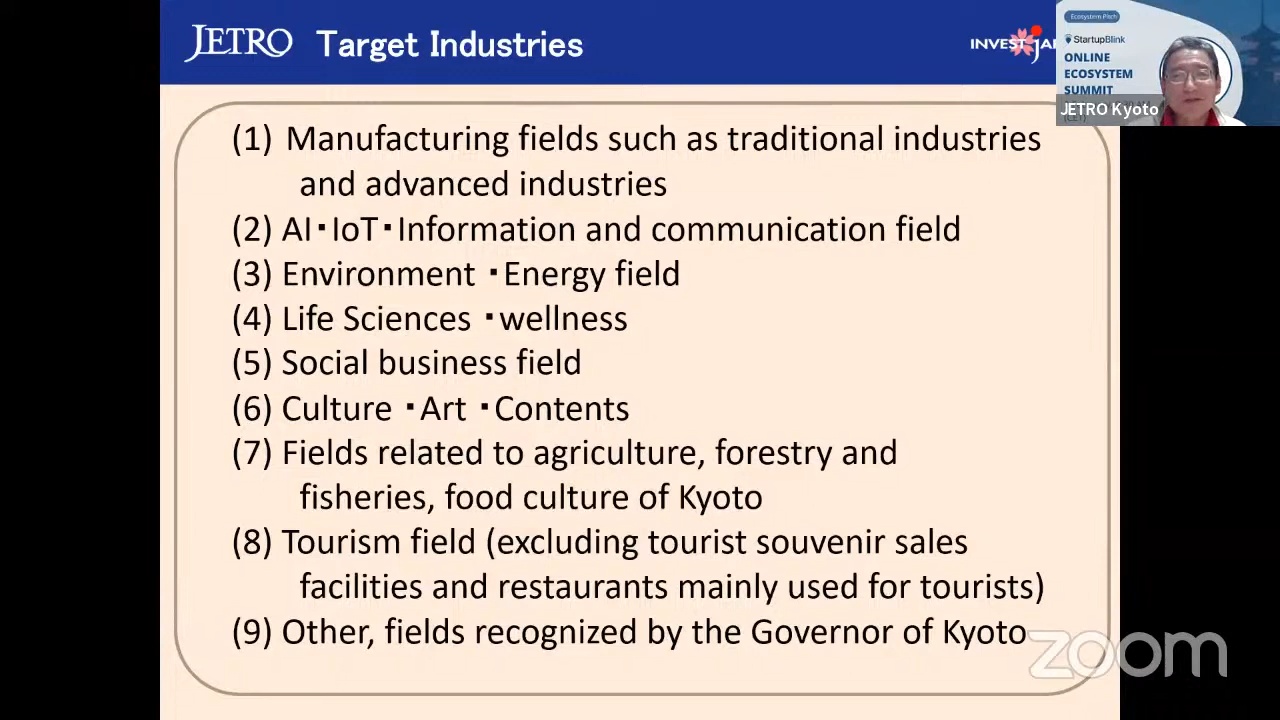 JETRO Target Industries
INVEST JA
Ecosystem Pitch
StartupBlink
ONLINE
ECOSYSTEM
SUMMIT
JETRO Kyoto
(1) Manufacturing fields such as traditional industries
and advanced industries
(2) AI・IoT・Information and communication field
(3) Environment ・Energy field
(4) Life Sciences ・wellness
(5) Social business field
(6) Culture ・Art ・Contents
(7) Fields related to agriculture, forestry and
fisheries, food culture of Kyoto
(8) Tourism field (excluding tourist souvenir sales
facilities and restaurants mainly used for tourists)
(9) Other, fields recognized by the Governor of Kyoto
zoom